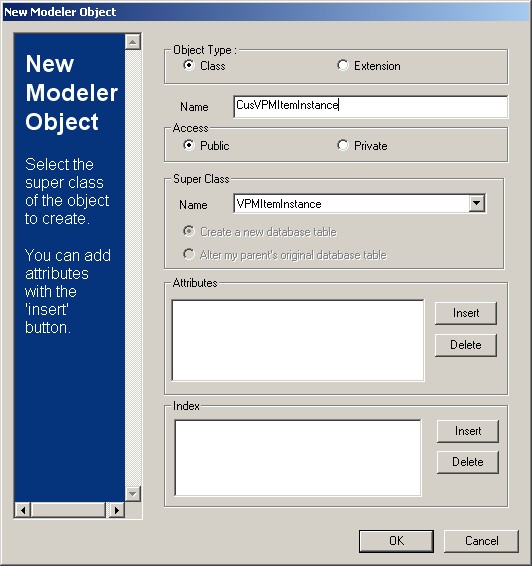 New Modeler Object
New
Modeler
Object
Select the
super class
of the object
to create.
You can add
attributes
with the
'insert'
button.
Object Type :
Class
Extension
Name
CusVPMItemInstance
Access
Public
Private
Super Class
Name
VPMItemInstance
Create a new database table
Alter my parent's original database table
Attributes
Insert
Delete
Index
Insert
Delete
OK
Cancel